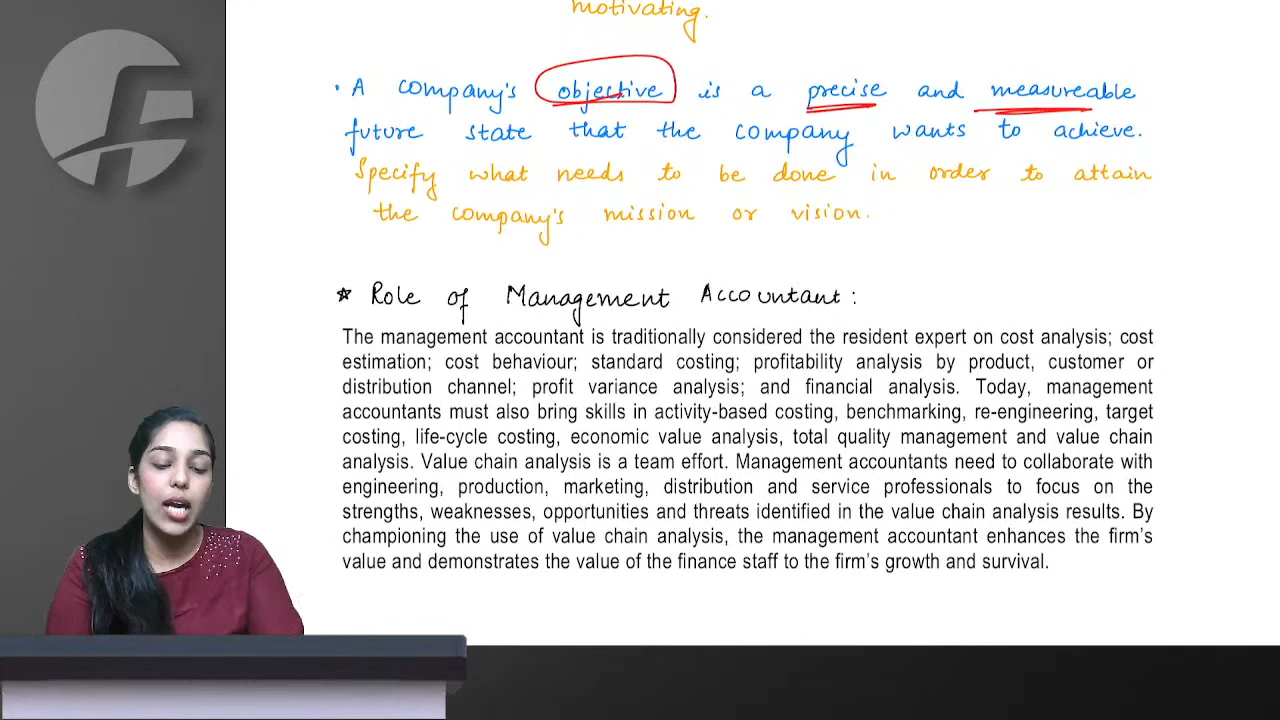 motivating.
· A company's objective is a precise and measureable
future state that the company wants to achieve.
Specify what needs to be done in order to attain
the company's mission or vision.
* Role of Management Accountant :
The management accountant is traditionally considered the resident expert on cost analysis; cost
estimation; cost behaviour; standard costing; profitability analysis by product, customer or
distribution channel; profit variance analysis; and financial analysis. Today, management
accountants must also bring skills in activity-based costing, benchmarking, re-engineering, target
costing, life-cycle costing, economic value analysis, total quality management and value chain
analysis. Value chain analysis is a team effort. Management accountants need to collaborate with
engineering, production, marketing, distribution and service professionals to focus on the
strengths, weaknesses, opportunities and threats identified in the value chain analysis results. By
championing the use of value chain analysis, the management accountant enhances the firm's
value and demonstrates the value of the finance staff to the firm's growth and survival.